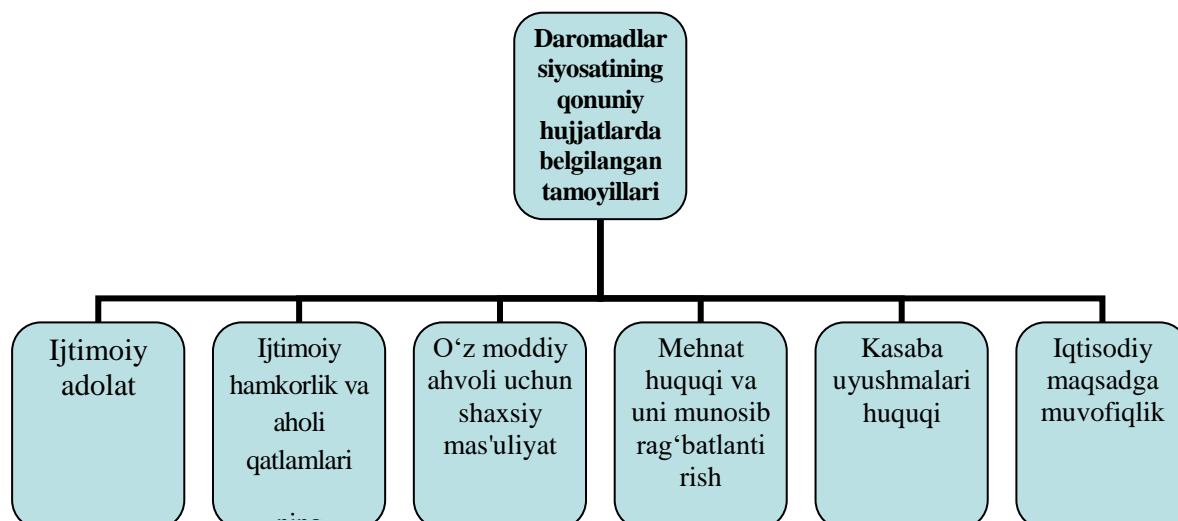 Daromadlar
siyosatining
qonuniy
hujjatlarda
belgilangan
tamoyillari
Ijtimoiy
adolat
Ijtimoiy
hamkorlik va
aholi
qatlamlari
O‘z moddiy
ahvoli uchun
shaxsiy
mas'uliyat
Mehnat
huquqi va
uni munosib
rag‘batlanti
rish
Kasaba
uyushmalari
huquqi
Iqtisodiy
maqsadga
muvofiqlik